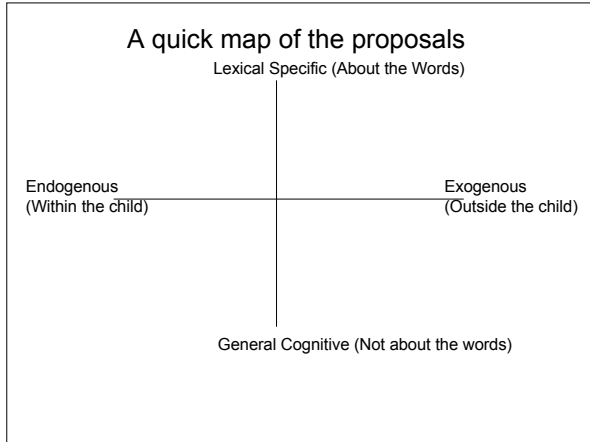 A quick map of the proposals
Lexical Specific (About the Words)
Endogenous
(Within the child)
Exogenous
(Outside the child)
General Cognitive (Not about the words)